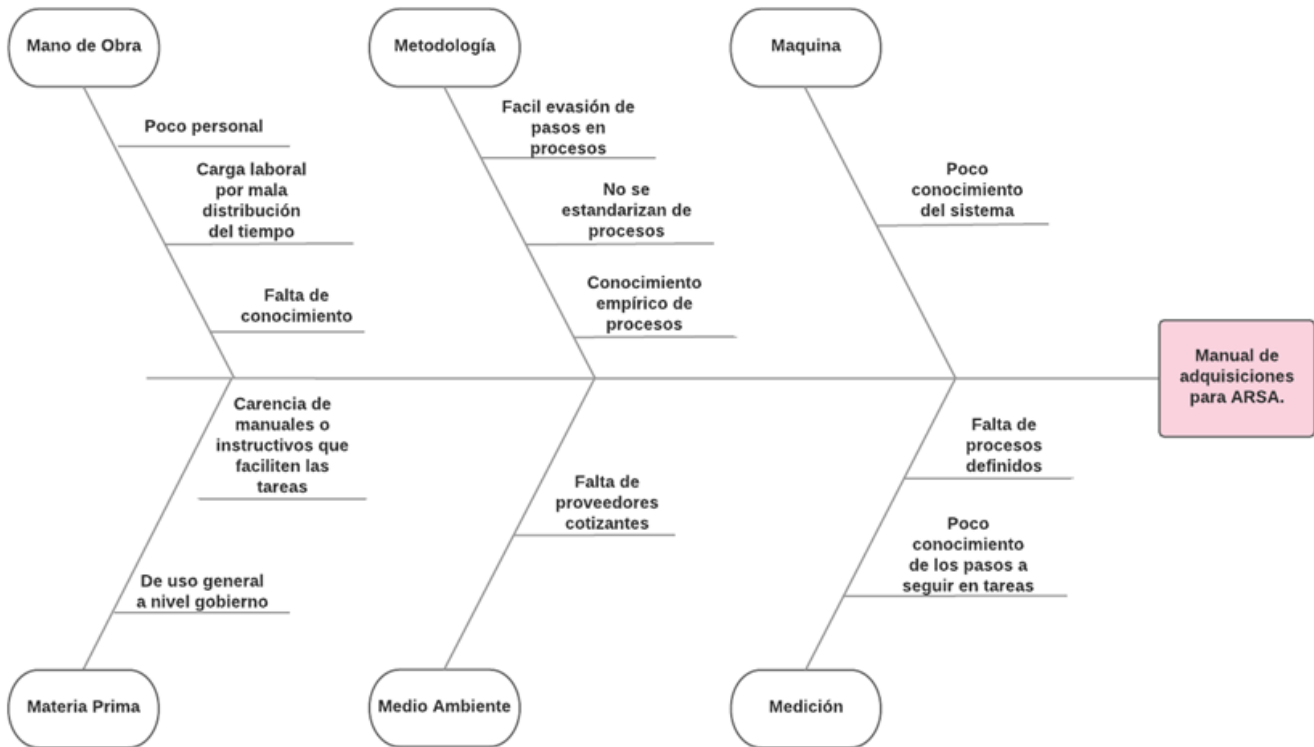 Mano de Obra
Metodología
Maquina
Poco personal
Carga laboral
por mala
distribución
del tiempo
Falta de
conocimiento
Facil evasión de
pasos en
procesos
No se
estandarizan de
procesos
Conocimiento
empírico de
procesos
Poco
conocimiento
del sistema
Manual de
adquisiciones
para ARSA.
Carencia de
manuales o
instructivos que
faciliten las
tareas
De uso general
a nivel gobierno
Falta de
proveedores
cotizantes
Falta de
procesos
definidos
Poco
conocimiento
de los pasos a
seguir en tareas
Materia Prima
Medio Ambiente
Medición